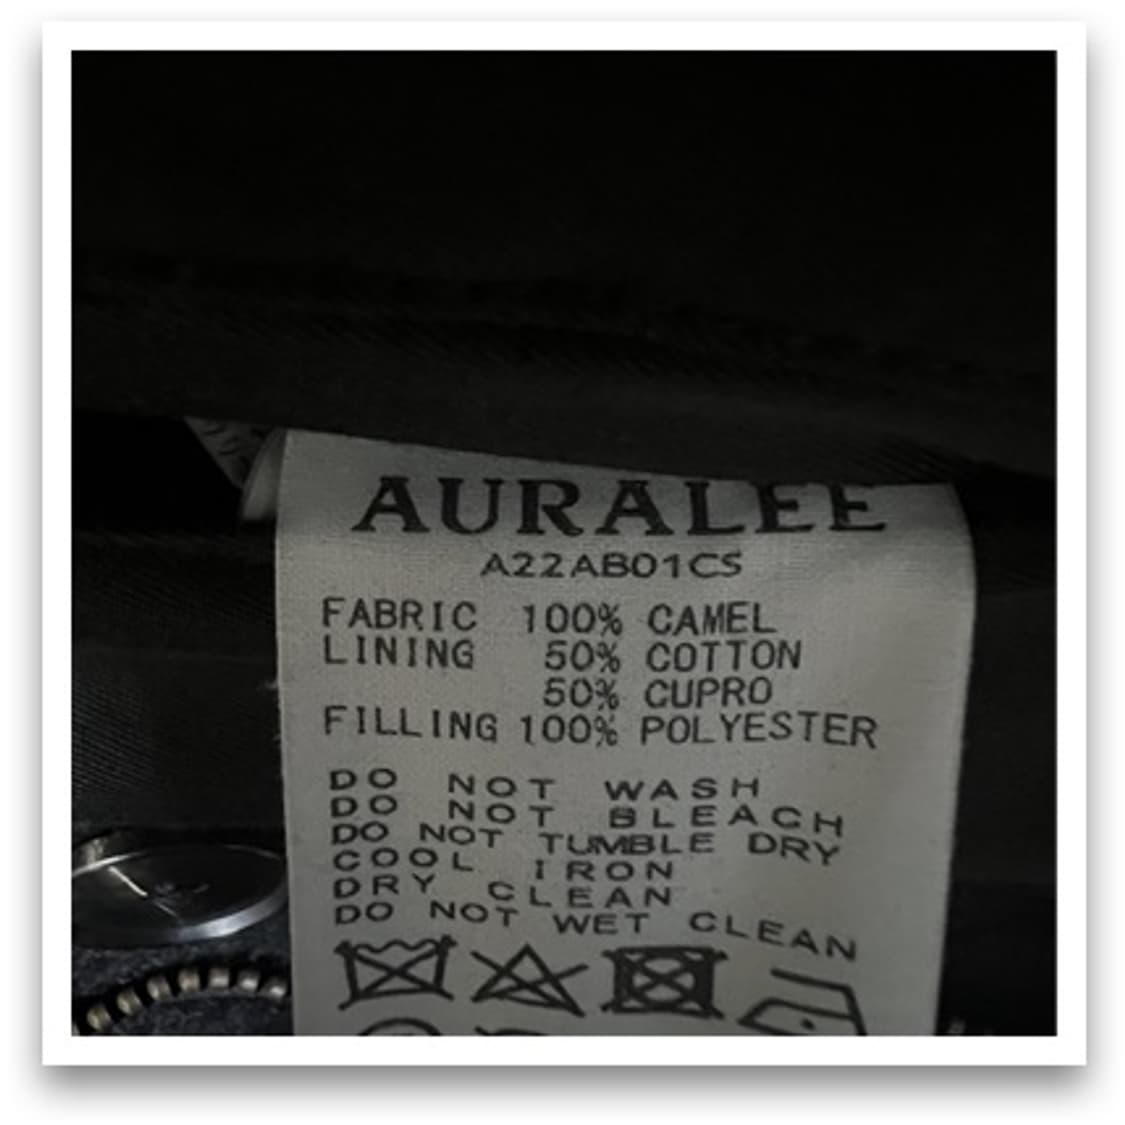 AURALEE
A22AB01CS
FABRIC 100% CAMEL
LINING 50% COTTON
50% CUPRO
FILLING 100% POLYESTER
DO NOT WASH
DO NOT BLEACH
DO NOT TUMBLE DRY
COOL IRON
DRY CLEAN
DO NOT WET CLEAN